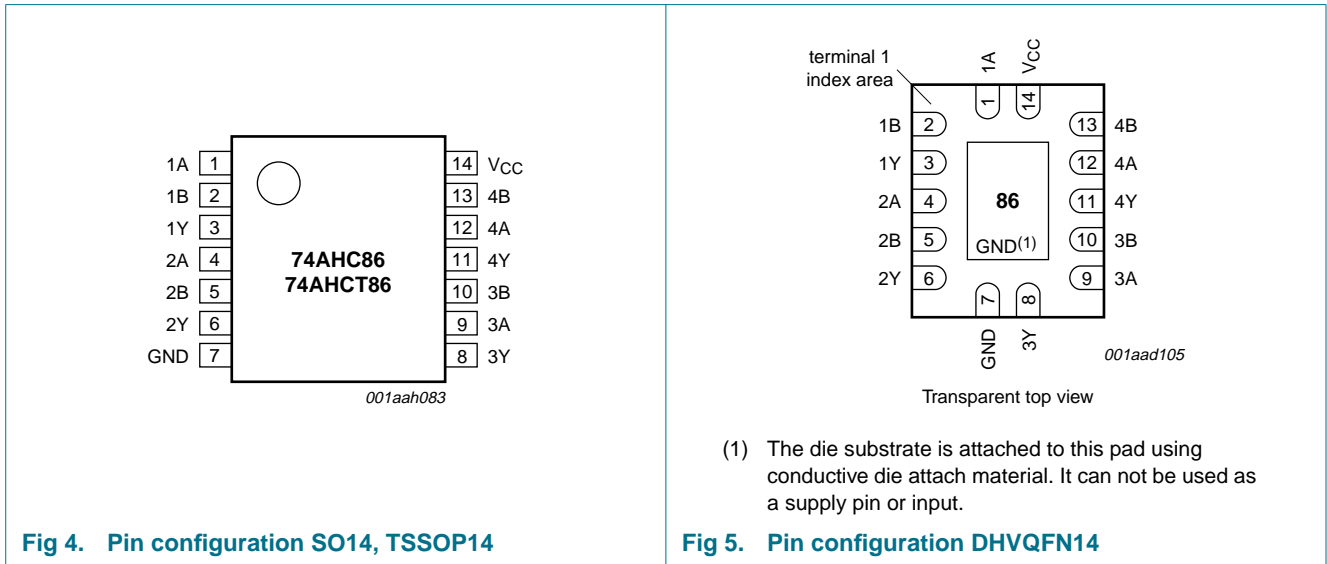 1A 1
1B 2
1Y 3
2A 4
2B 5
2Y 6
GND 7
74AHC86
74AHCT86
14 VCC
13 4B
12 4A
11 4Y
10 3B
9 3A
8 3Y
001aah083
Fig 4. Pin configuration SO14, TSSOP14
terminal 1
index area
1A
VCC
1
14
1B 2
1Y 3
2A 4
2B 5
2Y 6
86
GND(1)
13 4B
12 4A
11 4Y
10 3B
9 3A
7
8
GND
3Y
001aad105
Transparent top view
(1) The die substrate is attached to this pad using
conductive die attach material. It can not be used as
a supply pin or input.
Fig 5. Pin configuration DHVQFN14